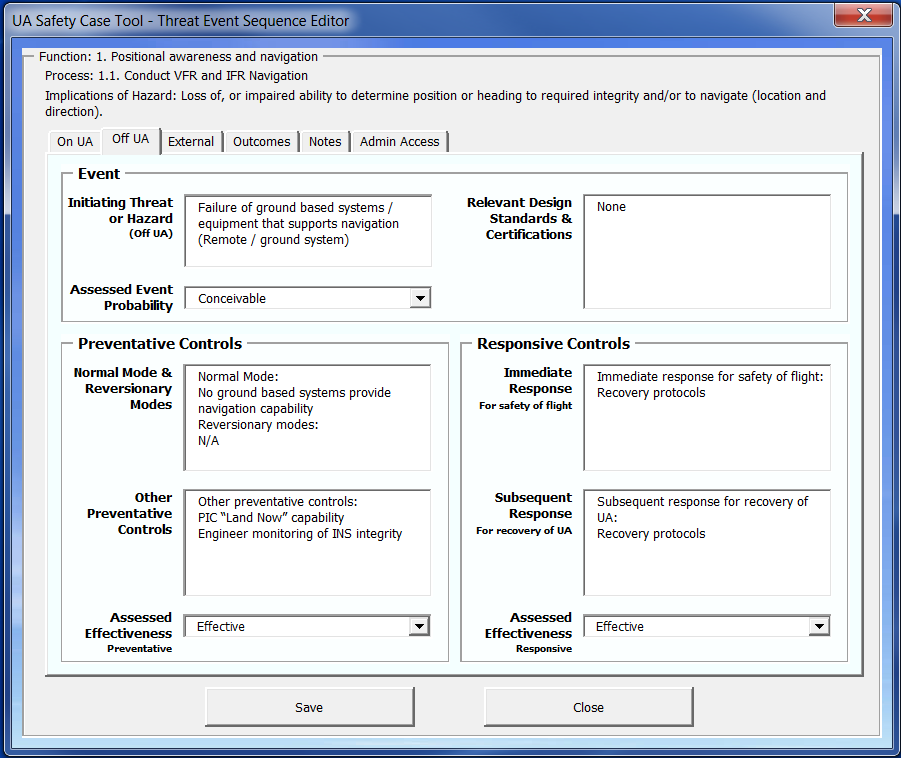 UA Safety Case Tool - Threat Event Sequence Editor
Function: 1. Positional awareness and navigation
Process: 1.1. Conduct VFR and IFR Navigation
Implications of Hazard: Loss of, or impaired ability to determine position or heading to required integrity and/or to navigate (location and
direction).
On UA Off UA External Outcomes Notes Admin Access
Event
Initiating Threat
or Hazard
(Off UA)
Failure of ground based systems /
equipment that supports navigation
(Remote / ground system)
Relevant Design
Standards &
Certifications
None
Assessed Event
Probability
Conceivable
Preventative Controls
Normal Mode &
Reversionary
Modes
Normal Mode:
No ground based systems provide
navigation capability
Reversionary modes:
N/A
Other
Preventative
Controls
Other preventative controls:
PIC “Land Now” capability
Engineer monitoring of INS integrity
Assessed
Effectiveness
Preventative
Effective
Responsive Controls
Immediate
Response
For safety of flight
Immediate response for safety of flight:
Recovery protocols
Subsequent
Response
For recovery of UA
Subsequent response for recovery of
UA:
Recovery protocols
Assessed
Effectiveness
Responsive
Effective
Save
Close